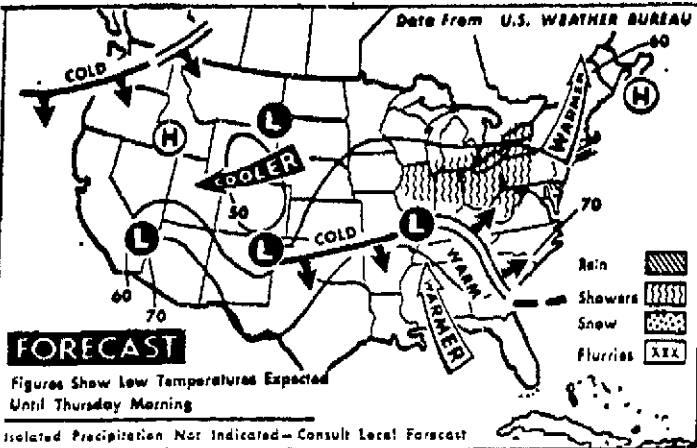 Data From U.S. WEATHER BUREAU
60
COLD
H
WARMER
H
L
COOLER
50
70
L
L
COLD
L
WARM
60
70
WARMER
Rain
Showers
Snow
Flurries XXX
FORECAST
Figures Show Low Temperatures Expected
Until Thursday Morning
Isolated Precipitation Not Indicated— Consult Local Forecast